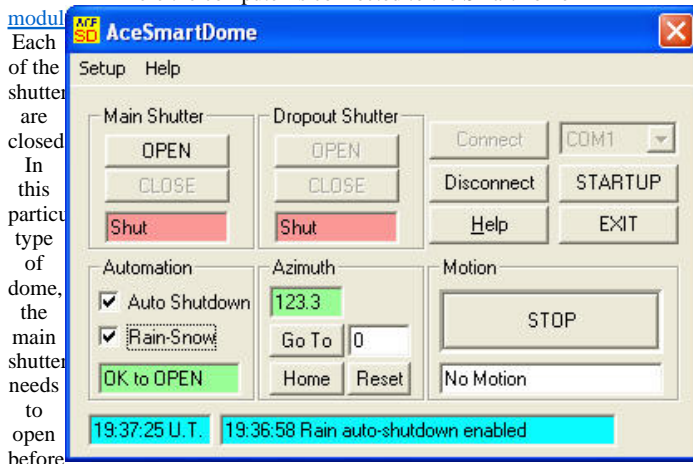 modul
Each
of the
shutter
are
closed
In
this
particu
type
of
dome,
the
main
shutter
needs
to
open
before
ACE SD AceSmartDome
Setup Help
Main Shutter
OPEN
CLOSE
Shut
Dropout Shutter
OPEN
CLOSE
Shut
Connect COM1
Disconnect STARTUP
Help EXIT
Automation
Auto Shutdown
Rain-Snow
OK to OPEN
Azimuth
123.3
Go To 0
Home Reset
Motion
STOP
No Motion
19:37:25 U.T. 19:36:58 Rain auto-shutdown enabled